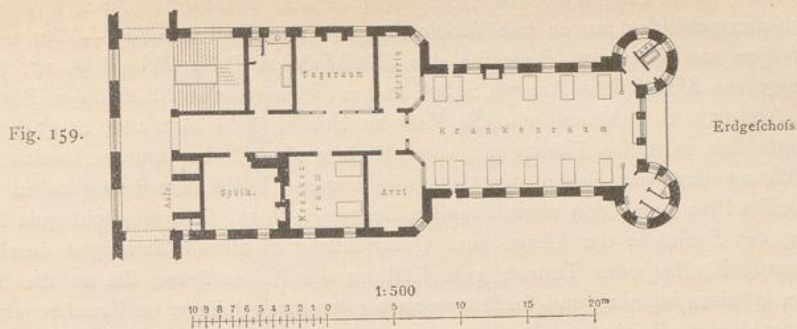 Fig. 159.
Erdgeſchoſs
Tageraum
Wärterin
Krankenraum
Aufz.
Spülk.
Kranken
raum
Arzt
1:500
10 9 8 7 6 5 4 3 2 1 0 5 10 15 20m